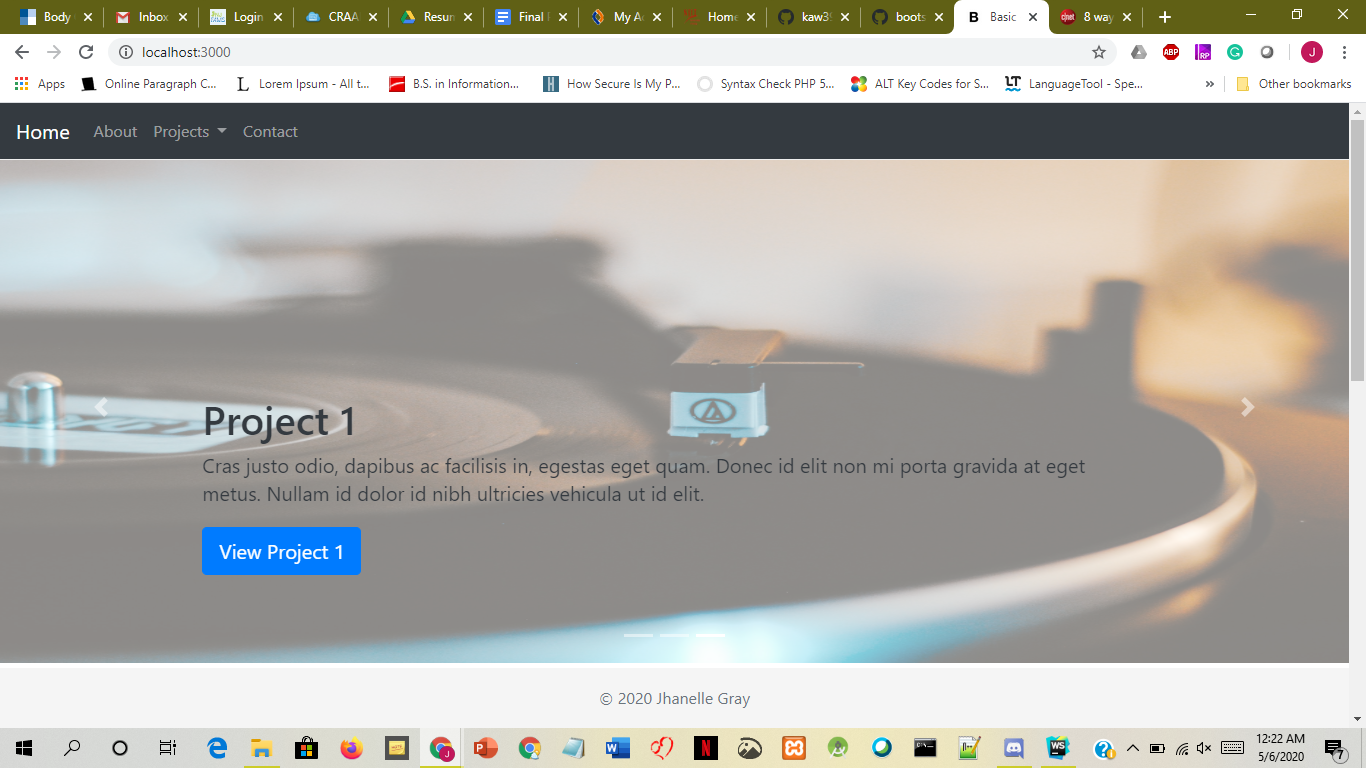 Body
Inbox
Login
CRAA
Resum
Final
My A
Home
kaw3
boots
Basic
8 way
localhost:3000
Apps
Online Paragraph C...
Lorem Ipsum - All t...
B.S. in Information...
How Secure Is My P...
Syntax Check PHP 5...
ALT Key Codes for S...
LanguageTool - Spe...
»
Other bookmarks
Home
About
Projects
Contact
Project 1
Cras justo odio, dapibus ac facilisis in, egestas eget quam. Donec id elit non mi porta gravida at eget
metus. Nullam id dolor id nibh ultricies vehicula ut id elit.
View Project 1
© 2020 Jhanelle Gray
12:22 AM
5/6/2020